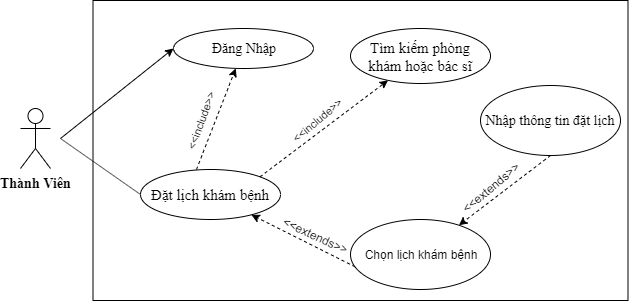 Đăng Nhập
Tìm kiếm phòng
khám hoặc bác sĩ
<<include>>
<<include>>
Nhập thông tin đặt lịch
Thành Viên
Đặt lịch khám bệnh
<<extends>>
<<extends>>
Chọn lịch khám bệnh